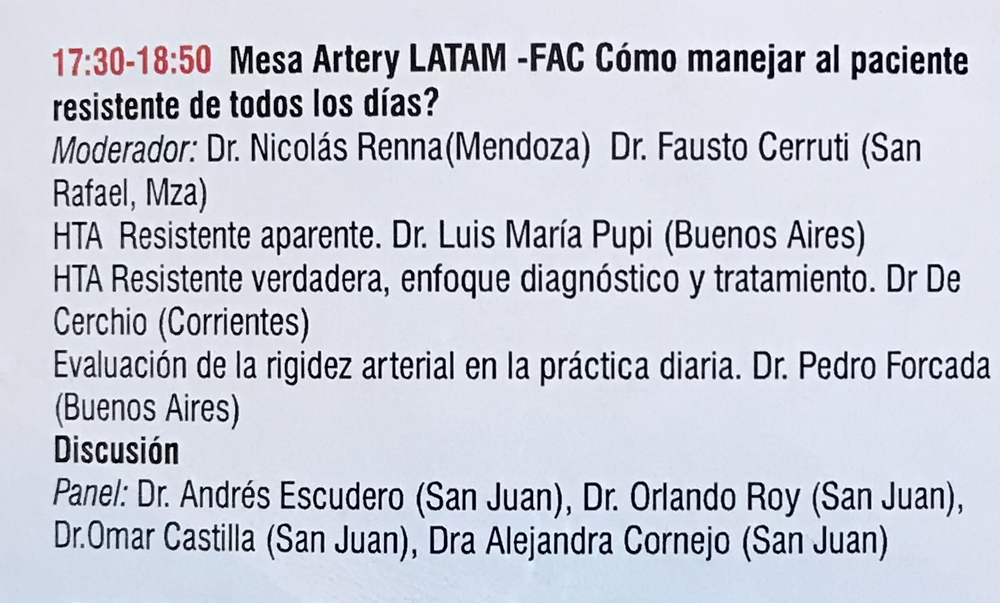 17:30-18:50 Mesa Artery LATAM -FAC Cómo manejar al paciente
resistente de todos los días?
Moderador: Dr. Nicolás Renna(Mendoza) Dr. Fausto Cerruti (San
Rafael, Mza)
HTA Resistente aparente. Dr. Luis María Pupi (Buenos Aires)
HTA Resistente verdadera, enfoque diagnóstico y tratamiento. Dr De
Cerchio (Corrientes)
Evaluación de la rigidez arterial en la práctica diaria. Dr. Pedro Forcada
(Buenos Aires)
Discusión
Panel: Dr. Andrés Escudero (San Juan), Dr. Orlando Roy (San Juan),
Dr.Omar Castilla (San Juan), Dra Alejandra Cornejo (San Juan)